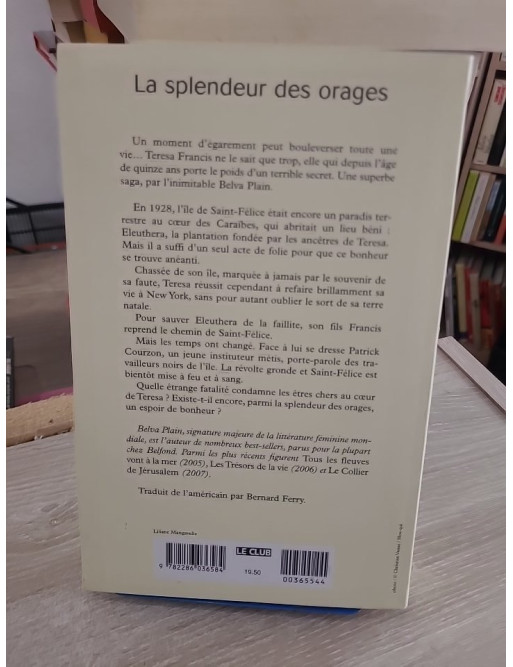 La splendeur des orages
Un moment d'égarement peut bouleverser toute une
vie... Teresa Francis ne le sait que trop, elle qui depuis l'âge
de quinze ans porte le poids d'un terrible secret. Une superbe
saga, par l'inimitable Belva Plain.
En 1928, l'île de Saint-Félice était encore un paradis ter-
restre au cœur des Caraïbes, qui abritait un lieu béni :
Eleuthera, la plantation fondée par les ancêtres de Teresa.
Mais il a suffi d'un seul acte de folie pour que ce bonheur
se trouve anéanti.
Chassée de son île, marquée à jamais par le souvenir de
sa faute, Teresa réussit cependant à refaire brillamment sa
vie à New York, sans pour autant oublier le sort de sa terre
natale.
Pour sauver Eleuthera de la faillite, son fils Francis
reprend le chemin de Saint-Félice.
Mais les temps ont changé. Face à lui se dresse Patrick
Courzon, un jeune instituteur métis, porte-parole des tra-
vailleurs noirs de l'île. La révolte gronde et Saint-Félice est
bientôt mise à feu et à sang.
Quelle étrange fatalité condamne les êtres chers au cœur
de Teresa ? Existe-t-il encore, parmi la splendeur des orages,
un espoir de bonheur ?
Belva Plain, signature majeure de la littérature féminine mon-
diale, est l'auteur de nombreux best-sellers, parus pour la plupart
chez Belfond. Parmi les plus récents figurent Tous les fleuves
vont à la mer (2005), Les Trésors de la vie (2006) et Le Collier
de Jérusalem (2007).
Traduit de l'américain par Bernard Ferry.
LE CLUB
9 782286 036584
19.50
00365544